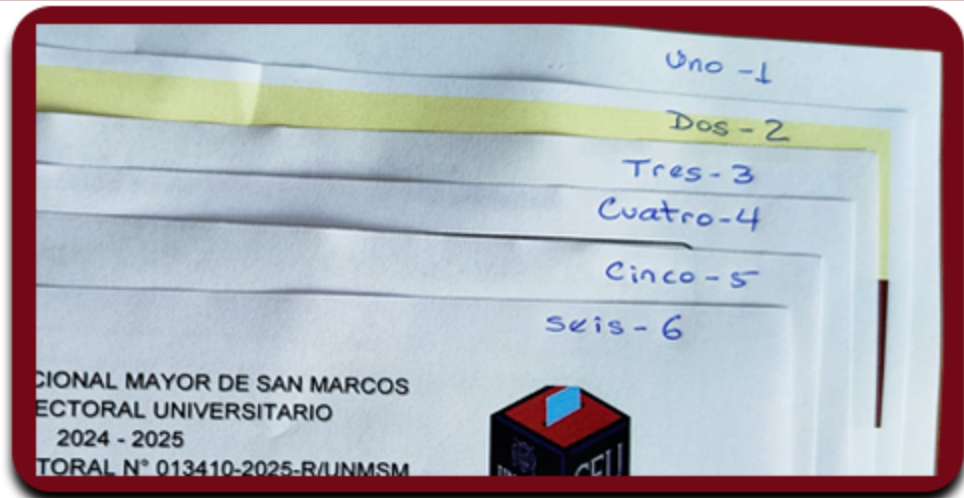 Uno - 1
Dos - 2
Tres - 3
Cuatro - 4
Cinco - 5
seis - 6
CIONAL MAYOR DE SAN MARCOS
ECTORAL UNIVERSITARIO
2024 - 2025
TORAL N° 013410-2025-R/UNMSM
CEU